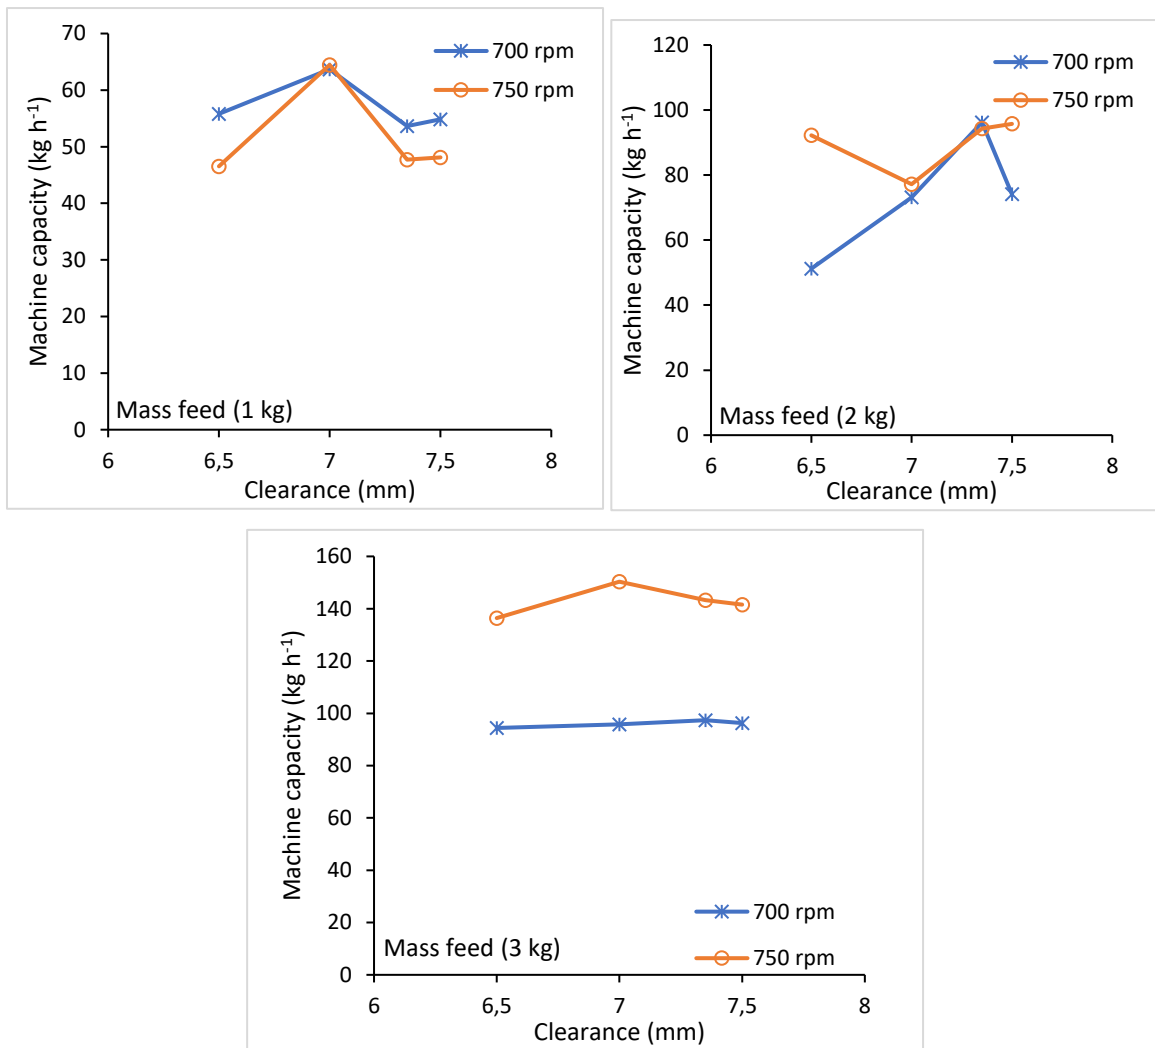 Machine capacity (kg h-1)
70
60
50
40
30
20
10
0
700 rpm
750 rpm
Mass feed (1 kg)
6 6,5 7 7,5 8
Clearance (mm)
Machine capacity (kg h-1)
120
100
80
60
40
20
0
700 rpm
750 rpm
Mass feed (2 kg)
6 6,5 7 7,5 8
Clearance (mm)
Machine capacity (kg h-1)
160
140
120
100
80
60
40
20
0
700 rpm
750 rpm
Mass feed (3 kg)
6 6,5 7 7,5 8
Clearance (mm)